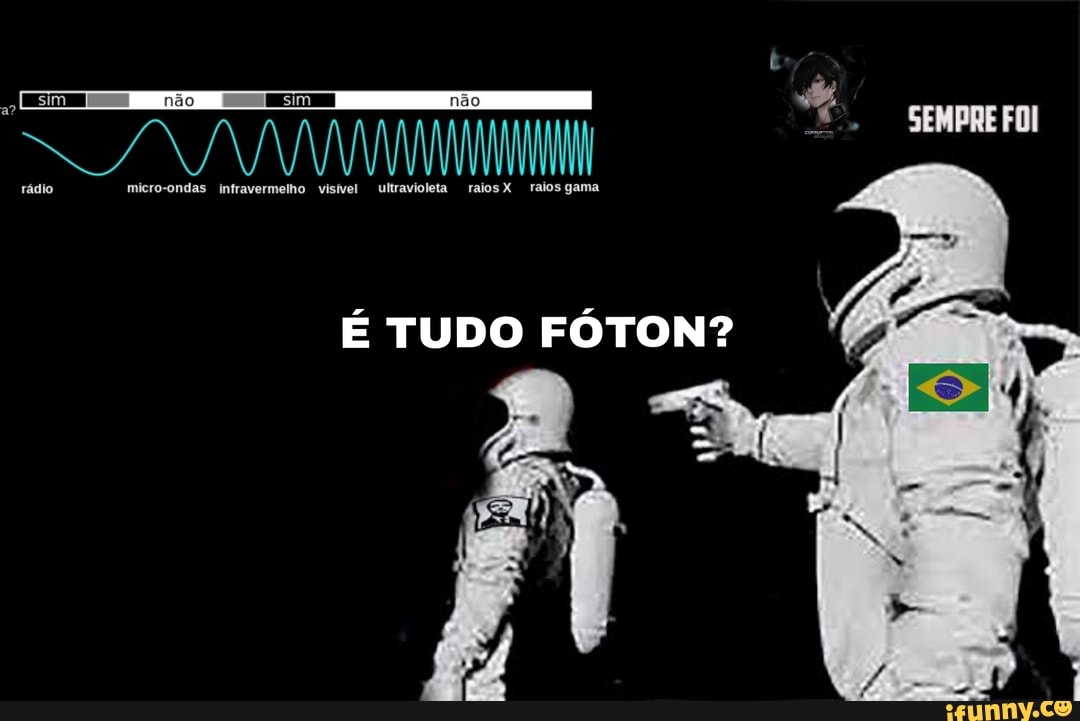 sim não sim não
ra?
rádio micro-ondas infravermelho visível ultravioleta raios X raios gama
SEMPRE FOI
É TUDO FÓTON?
ifunny.co